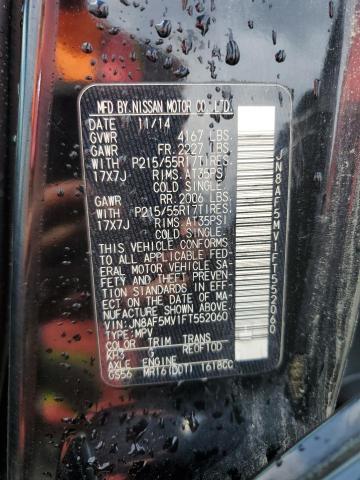 MFD BY. NISSAN MOTOR CO., LTD.
DATE 11/14
GVWR 4167 LBS.
GAWR FR. 2227 LBS.
WITH P215/55R17TIRES.
17X7J RIMS. AT35PSI
COLD SINGLE.
GAWR RR. 2006 LBS.
WITH P215/55R17TIRES.
17X7J RIMS. AT35PSI
COLD SINGLE.
THIS VEHICLE CONFORMS
TO ALL APPLICABLE FED-
ERAL MOTOR VEHICLE SA-
FETY AND THEFT PREVEN-
TION STANDARDS IN EFF-
ECT ON THE DATE OF MA-
NUFACTURE SHOWN ABOVE.
VIN:JN8AF5MV1FT552060
TYPE:MPV
COLOR TRIM TRANS
KH3 G RE0F10D
AXLE ENGINE
0S56 MR16(DDT) 1618CC
JN8AF5MV1FT552060